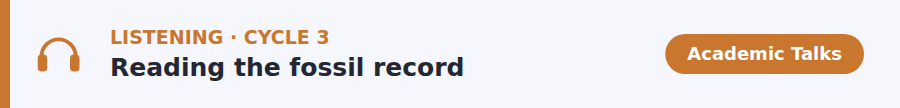 LISTENING · CYCLE 3
Reading the fossil record
Academic Talks